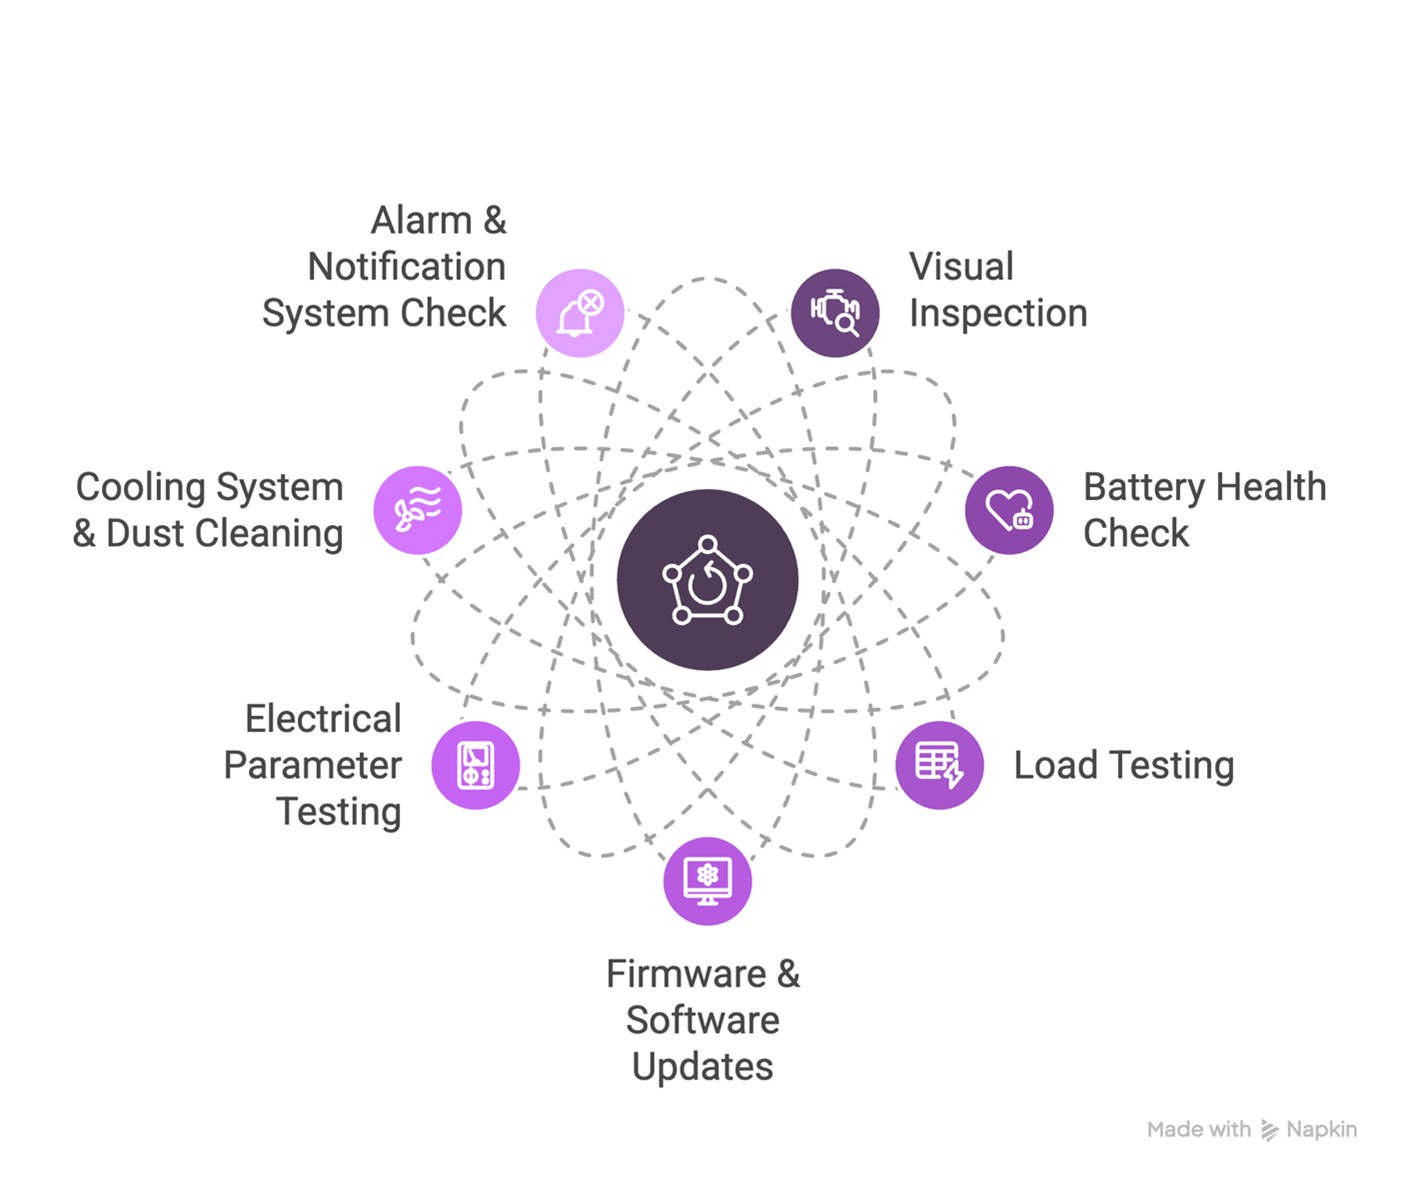 Alarm &
Notification
System Check
Visual
Inspection
Cooling System
& Dust Cleaning
Battery Health
Check
Electrical
Parameter
Testing
Load Testing
Firmware &
Software
Updates
Made with Napkin